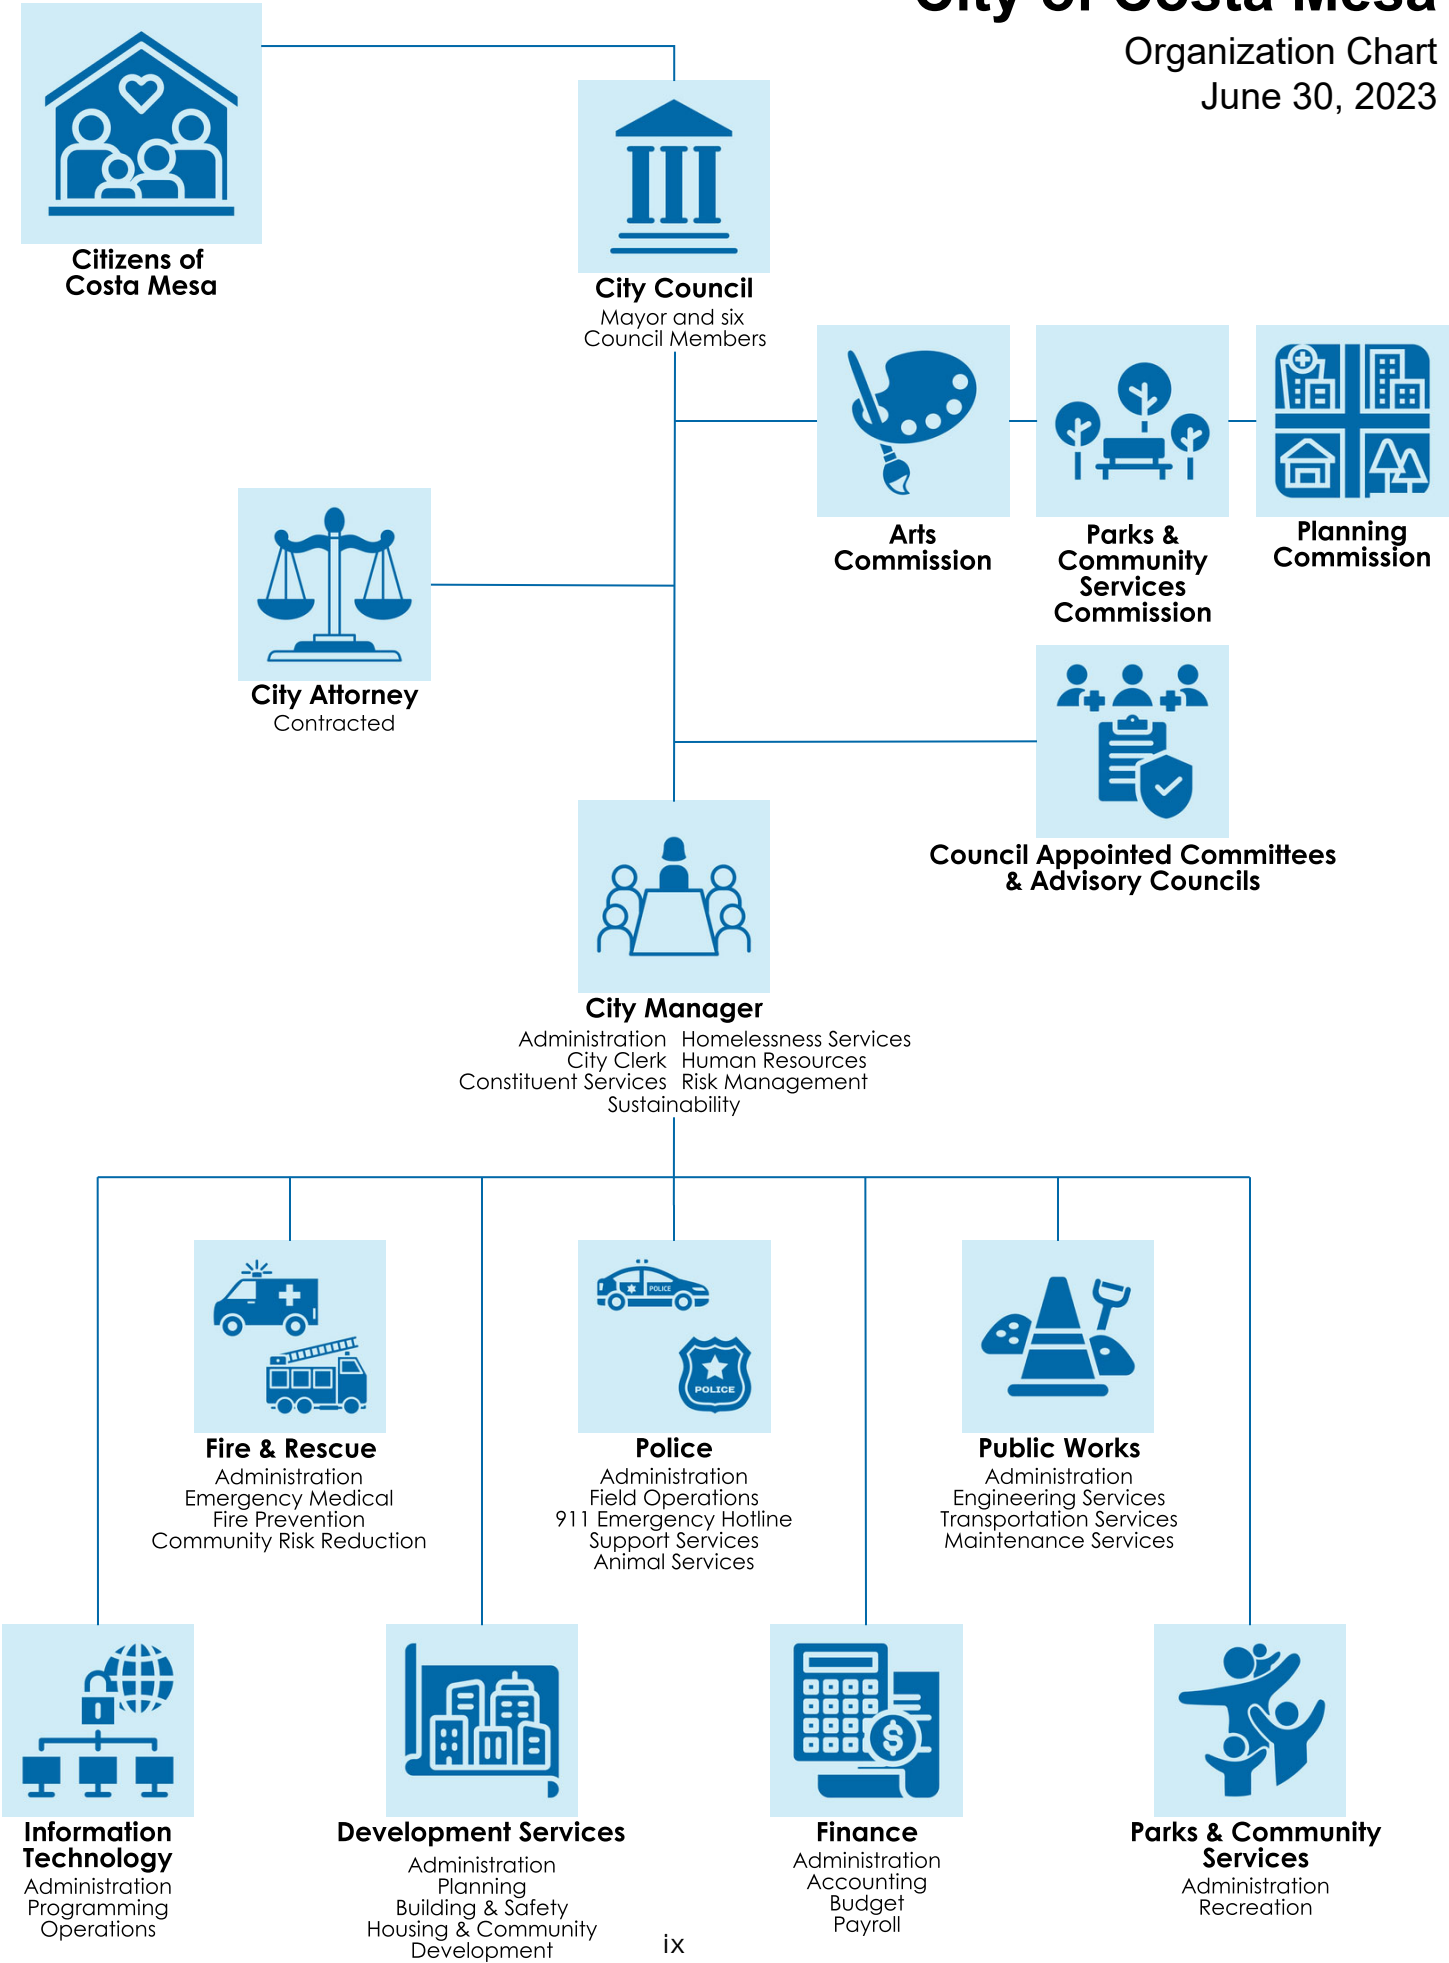 City of Costa Mesa
Organization Chart
June 30, 2023
Citizens of
Costa Mesa
City Council
Mayor and six
Council Members
Arts
Commission
Parks &
Community
Services
Commission
Planning
Commission
City Attorney
Contracted
Council Appointed Committees
& Advisory Councils
City Manager
Administration Homelessness Services
City Clerk Human Resources
Constituent Services Risk Management
Sustainability
POLICE
POLICE
Fire & Rescue
Administration
Emergency Medical
Fire Prevention
Community Risk Reduction
Police
Administration
Field Operations
911 Emergency Hotline
Support Services
Animal Services
Public Works
Administration
Engineering Services
Transportation Services
Maintenance Services
Information
Technology
Administration
Programming
Operations
Development Services
Administration
Planning
Building & Safety
Housing & Community
Development
Finance
Administration
Accounting
Budget
Payroll
Parks & Community
Services
Administration
Recreation
ix